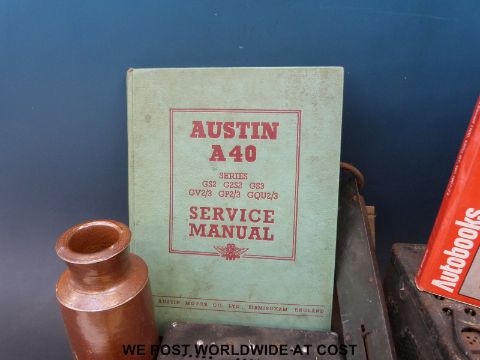 AUSTIN
A40
SERIES
GS2 G2S2 GS3
GV2/3 GP2/3 GQU2/3
SERVICE
MANUAL
AUSTIN MOTOR CO. LTD., BIRMINGHAM, ENGLAND
Autobooks
WE POST WORLDWIDE AT COST